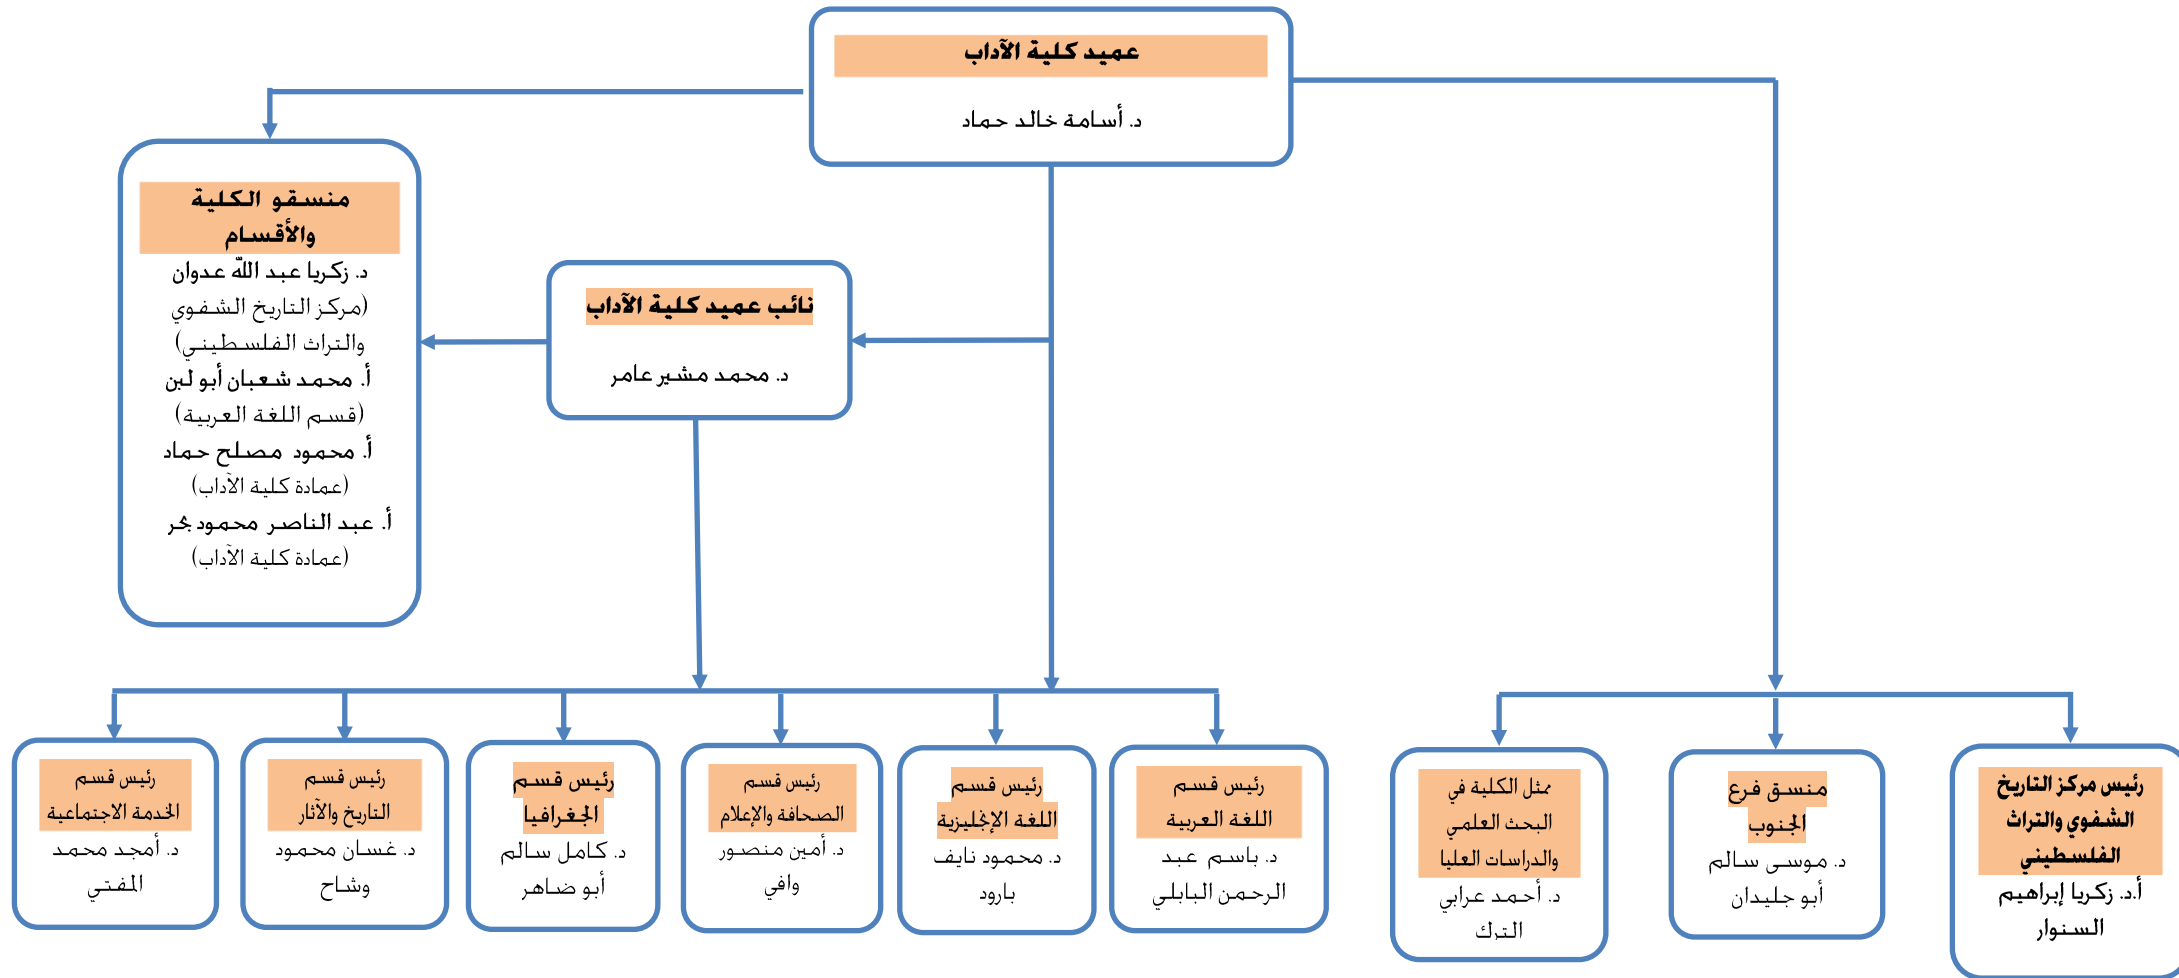 عميد كلية الآداب
د. أسامة خالد حماد
منسقو الكلية
والأقسام
د. زكريا عبد الله عدوان
(مركز التاريخ الشفوي
والتراث الفلسطيني)
أ. محمد شعبان أبو لبن
(قسم اللغة العربية)
أ. محمود مصلح حماد
(عمادة كلية الآداب)
أ. عبد الناصر محمود بحر
(عمادة كلية الآداب)
نائب عميد كلية الآداب
د. محمد مشير عامر
رئيس مركز التاريخ
الشفوي والتراث
الفلسطيني
أ.د. زكريا إبراهيم
السنوار
منسق فرع
الجنوب
د. موسى سالم
أبو جليدان
ممثل الكلية في
البحث العلمي
والدراسات العليا
د. أحمد عرابي
الترك
رئيس قسم
اللغة العربية
د. باسم عبد
الرحمن البابلي
رئيس قسم
اللغة الإنجليزية
د. محمود نايف
بارود
رئيس قسم
الصحافة والإعلام
د. أمين منصور
وافي
رئيس قسم
الجغرافيا
د. كامل سالم
أبو ضاهر
رئيس قسم
التاريخ والآثار
د. غسان محمود
وشاح
رئيس قسم
الخدمة الاجتماعية
د. أمجد محمد
المفتي